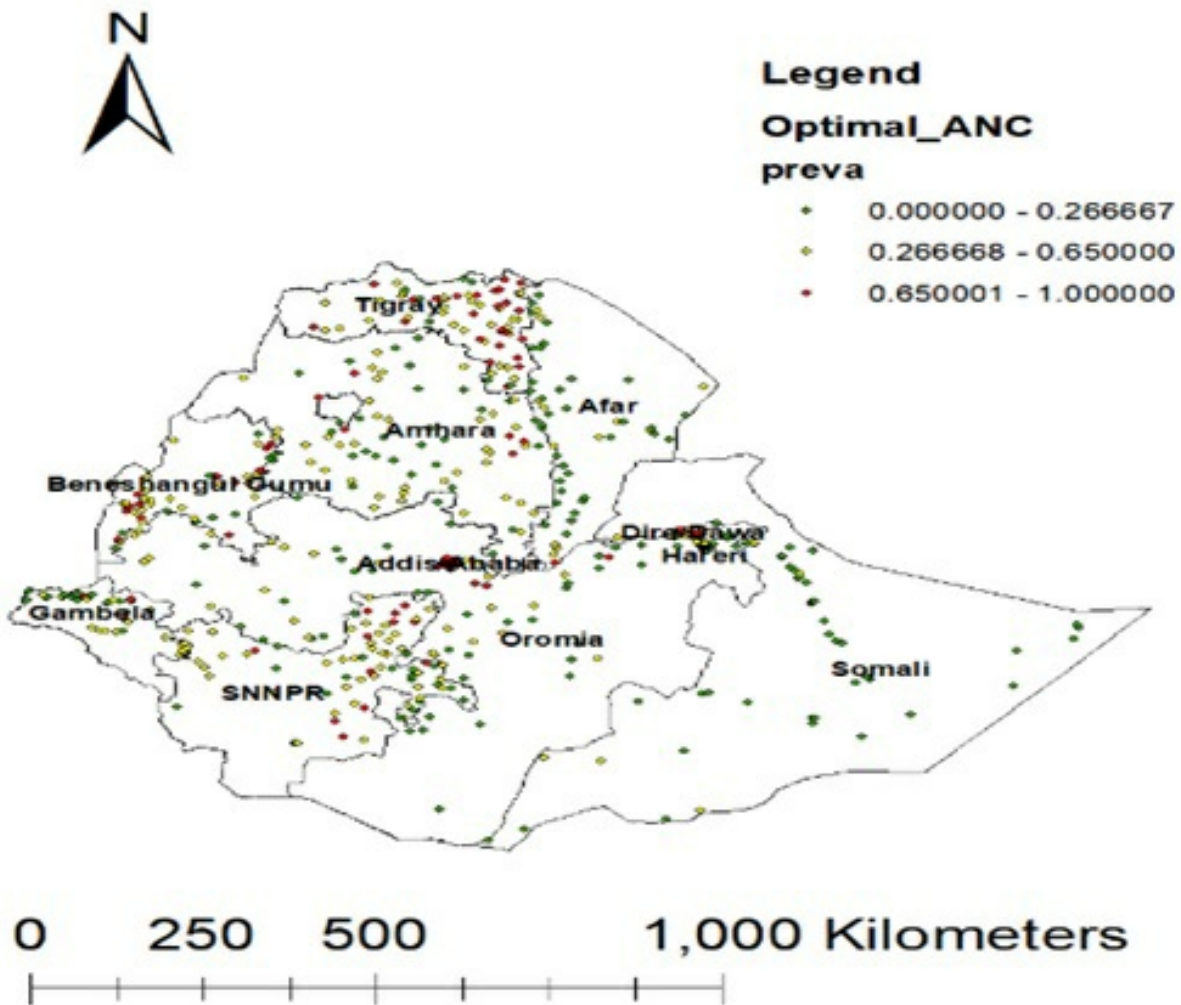 N
Legend
Optimal_ANC
preva
0.000000 - 0.266667
0.266668 - 0.650000
0.650001 - 1.000000
Tigray
Afar
Amhara
Beneshangul Gumu
Dire Dawa
Hareri
Addis Ababa
Gambela
Oromia
Somali
SNNPR
0 250 500 1,000 Kilometers